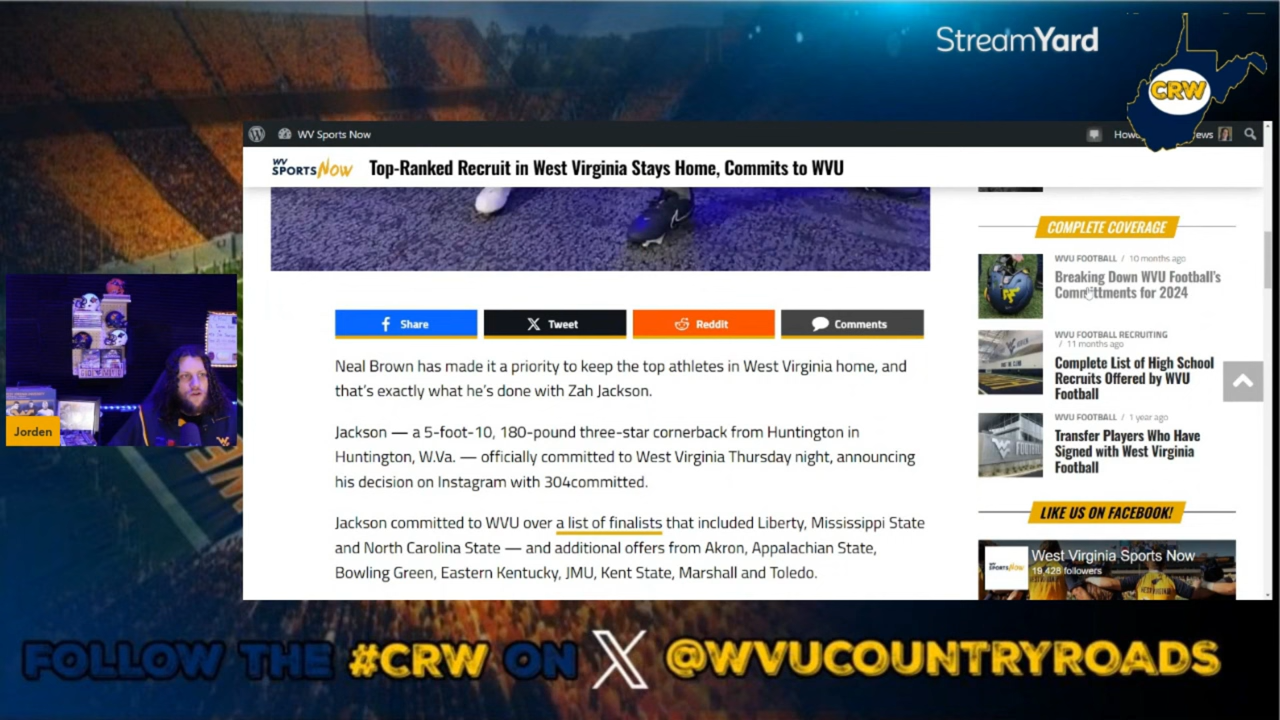 StreamYard
CRW
WV Sports Now
Howd
ews
WV
SPORTS NOW
Top-Ranked Recruit in West Virginia Stays Home, Commits to WVU
COMPLETE COVERAGE
WVU FOOTBALL / 10 months ago
Breaking Down WVU Football's
Committments for 2024
WVU FOOTBALL RECRUITING
/ 11 months ago
Complete List of High School
Recruits Offered by WVU
Football
WVU FOOTBALL / 1 year ago
Transfer Players Who Have
Signed with West Virginia
Football
LIKE US ON FACEBOOK!
West Virginia Sports Now
19,428 followers
Share
Tweet
Reddit
Comments
Neal Brown has made it a priority to keep the top athletes in West Virginia home, and
that's exactly what he's done with Zah Jackson.
Jackson — a 5-foot-10, 180-pound three-star cornerback from Huntington in
Huntington, W.Va. — officially committed to West Virginia Thursday night, announcing
his decision on Instagram with 304committed.
Jackson committed to WVU over a list of finalists that included Liberty, Mississippi State
and North Carolina State — and additional offers from Akron, Appalachian State,
Bowling Green, Eastern Kentucky, JMU, Kent State, Marshall and Toledo.
Jorden
FOLLOW THE #CRW ON X @WVUCOUNTRYROADS